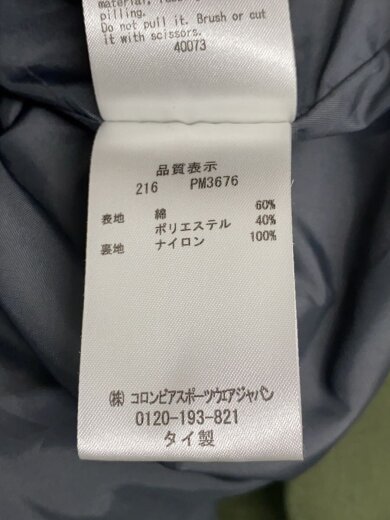 material,
pilling.
Do not pull it. Brush or cut
it with scissors.
40073
品質表示
216 PM3676
表地 綿 60%
ポリエステル 40%
裏地 ナイロン 100%
㈱ コロンビアスポーツウエアジャパン
0120-193-821
タイ製